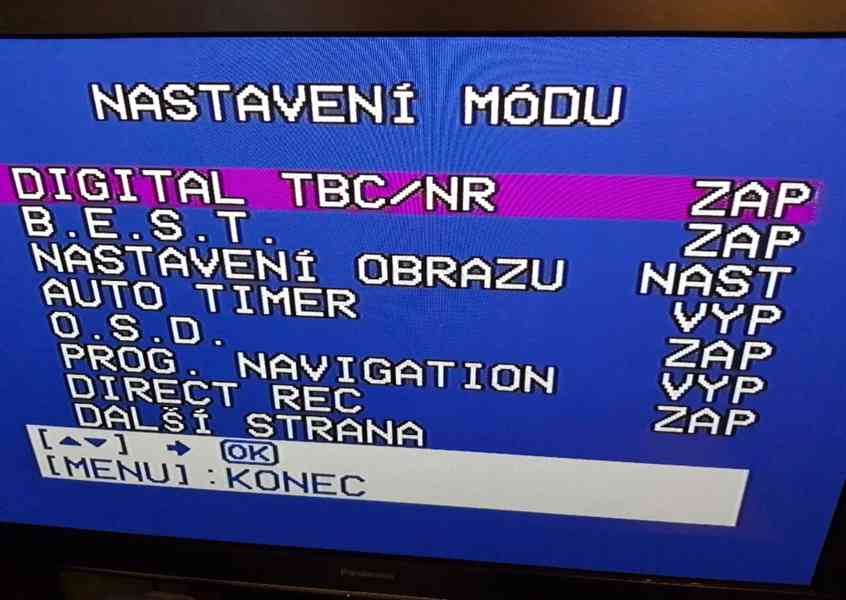 NASTAVENÍ MÓDU
DIGITAL TBC/NR ZAP
B.E.S.T. ZAP
NASTAVENÍ OBRAZU NAST
AUTO TIMER VYP
O.S.D. ZAP
PROG. NAVIGATION VYP
DIRECT REC ZAP
DALŠÍ STRANA
[▲▼] → OK
[MENU] :KONEC
Panasonic